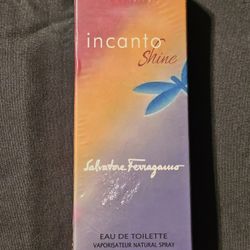 incanto
Shine
Salvatore Ferragamo
EAU DE TOILETTE
VAPORISATEUR NATURAL SPRAY